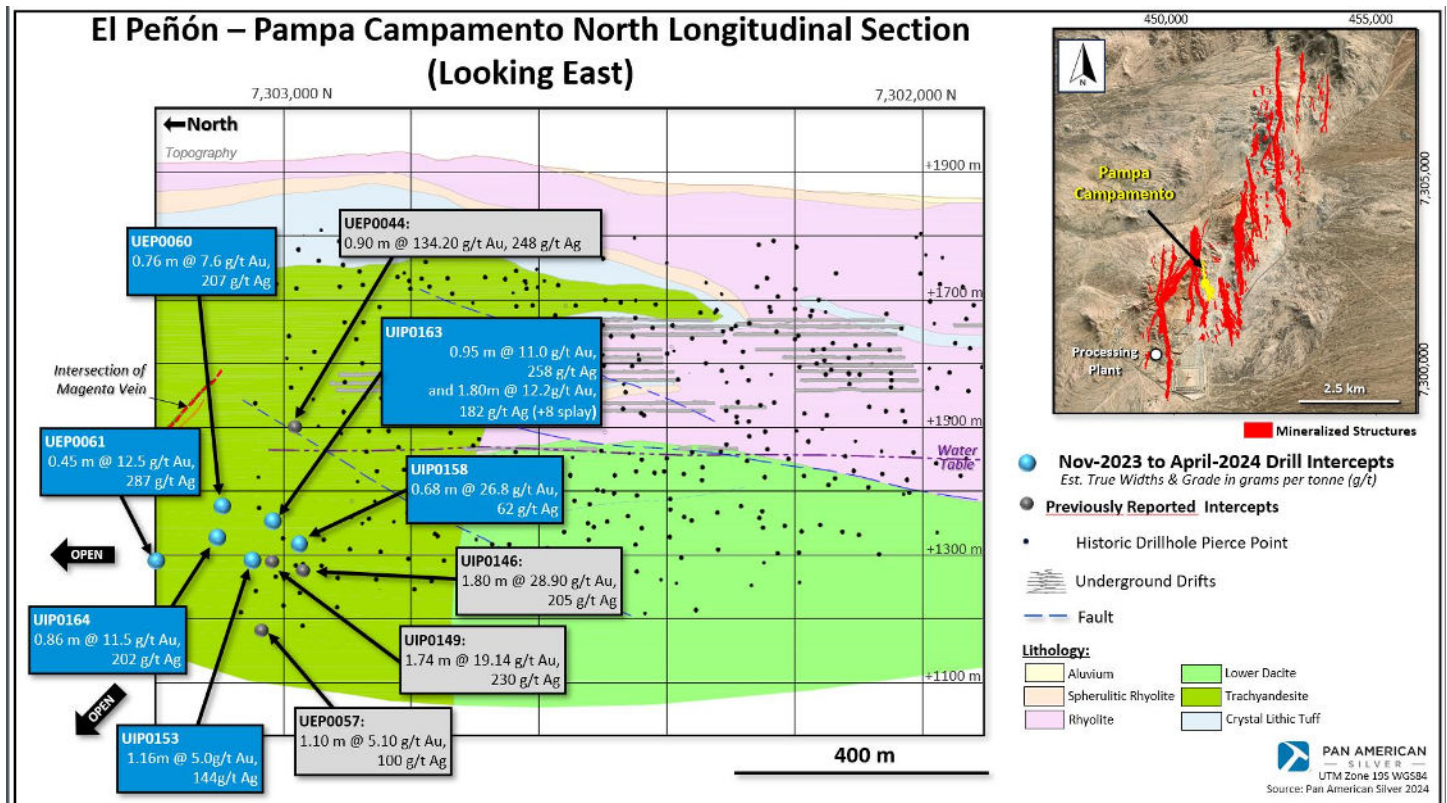 El Peñón – Pampa Campamento North Longitudinal Section
(Looking East)
7,303,000 N
7,302,000 N
←North
Topography
+1900 m
+1700 m
+1500 m
+1300 m
+1100 m
UEP0044:
0.90 m @ 134.20 g/t Au, 248 g/t Ag
UEP0060
0.76 m @ 7.6 g/t Au,
207 g/t Ag
UIP0163
0.95 m @ 11.0 g/t Au,
258 g/t Ag
and 1.80m @ 12.2g/t Au,
182 g/t Ag (+8 splay)
Intersection of
Magenta Vein
UEP0061
0.45 m @ 12.5 g/t Au,
287 g/t Ag
UIP0158
0.68 m @ 26.8 g/t Au,
62 g/t Ag
Water
Table
OPEN
UIP0146:
1.80 m @ 28.90 g/t Au,
205 g/t Ag
UIP0164
0.86 m @ 11.5 g/t Au,
202 g/t Ag
UIP0149:
1.74 m @ 19.14 g/t Au,
230 g/t Ag
OPEN
UEP0057:
1.10 m @ 5.10 g/t Au,
100 g/t Ag
UIP0153
1.16m @ 5.0g/t Au,
144g/t Ag
400 m
450,000
455,000
N
Pampa
Campamento
7,305,000
Processing
Plant
7,300,000
2.5 km
Mineralized Structures
Nov-2023 to April-2024 Drill Intercepts
Est. True Widths & Grade in grams per tonne (g/t)
Previously Reported Intercepts
Historic Drillhole Pierce Point
Underground Drifts
Fault
Lithology:
Aluvium
Lower Dacite
Spherulitic Rhyolite
Trachyandesite
Rhyolite
Crystal Lithic Tuff
PAN AMERICAN
— SILVER —
UTM Zone 19S WGS84
Source: Pan American Silver 2024